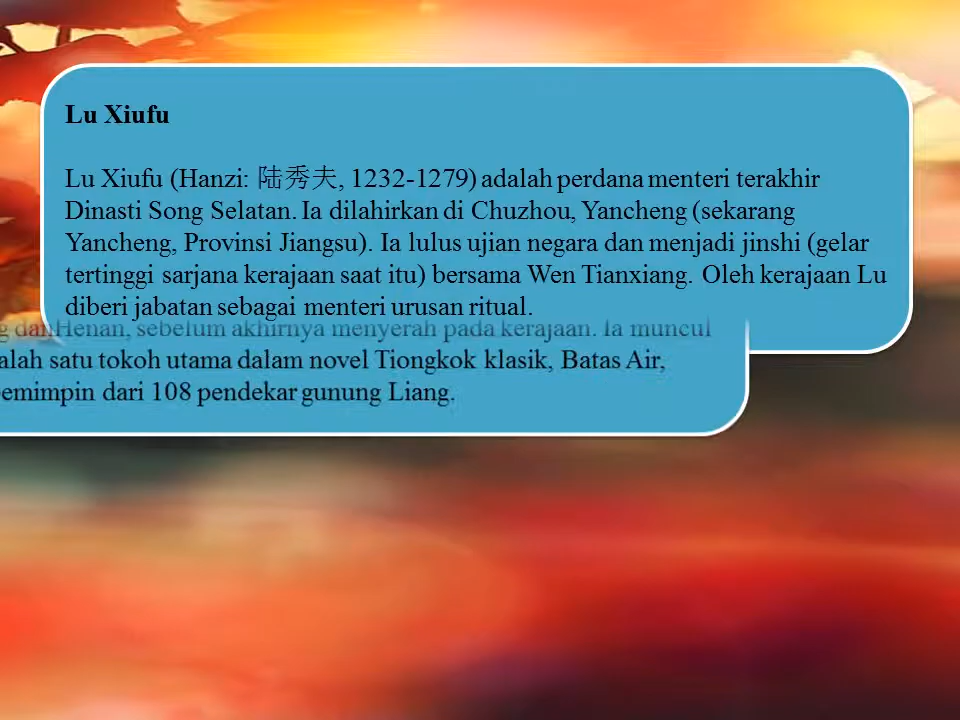 Lu Xiufu
Lu Xiufu (Hanzi: 陆秀夫, 1232-1279) adalah perdana menteri terakhir
Dinasti Song Selatan. Ia dilahirkan di Chuzhou, Yancheng (sekarang
Yancheng, Provinsi Jiangsu). Ia lulus ujian negara dan menjadi jinshi (gelar
tertinggi sarjana kerajaan saat itu) bersama Wen Tianxiang. Oleh kerajaan Lu
diberi jabatan sebagai menteri urusan ritual.
dan Henan, sebelum akhirnya menyerah pada kerajaan. Ia muncul
satu tokoh utama dalam novel Tiongkok klasik, Batas Air,
dari 108 pendekar gunung Liang.